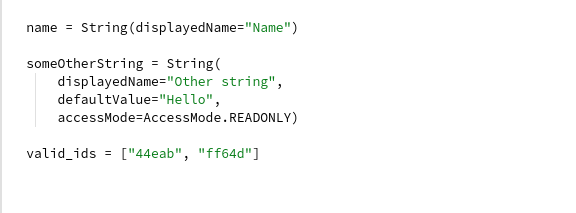 name = String(displayedName="Name")
someOtherString = String(
displayedName="Other string",
defaultValue="Hello",
accessMode=AccessMode.READONLY)
valid_ids = ["44eab", "ff64d"]